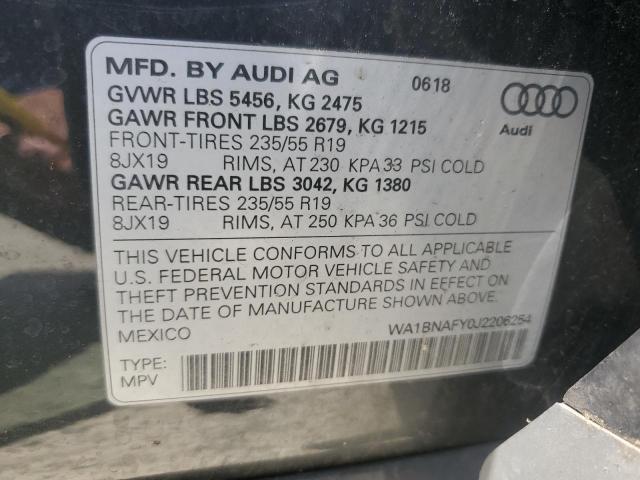 MFD. BY AUDI AG 0618
GVWR LBS 5456, KG 2475
GAWR FRONT LBS 2679, KG 1215
Audi
FRONT-TIRES 235/55 R19
8JX19 RIMS, AT 230 KPA 33 PSI COLD
GAWR REAR LBS 3042, KG 1380
REAR-TIRES 235/55 R19
8JX19 RIMS, AT 250 KPA 36 PSI COLD
THIS VEHICLE CONFORMS TO ALL APPLICABLE
U.S. FEDERAL MOTOR VEHICLE SAFETY AND
THEFT PREVENTION STANDARDS IN EFFECT ON
THE DATE OF MANUFACTURE SHOWN ABOVE.
MEXICO WA1BNAFY0J2206254
TYPE:
MPV